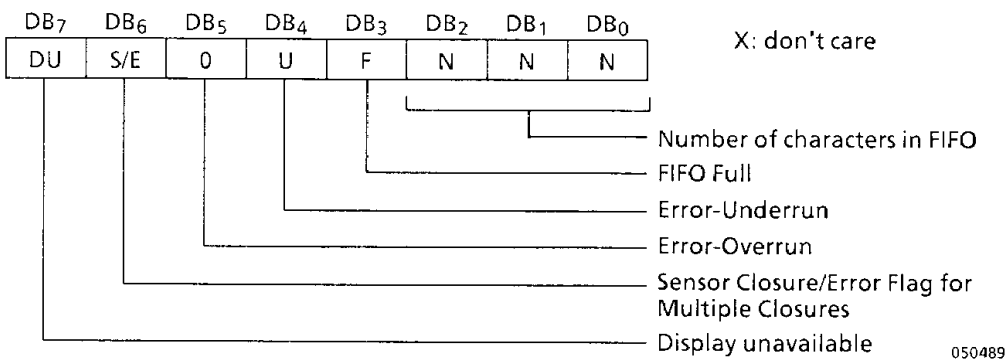 DB7 DB6 DB5 DB4 DB3 DB2 DB1 DB0
X: don't care
DU S/E 0 U F N N N
Number of characters in FIFO
FIFO Full
Error-Underrun
Error-Overrun
Sensor Closure/Error Flag for
Multiple Closures
Display unavailable
050489